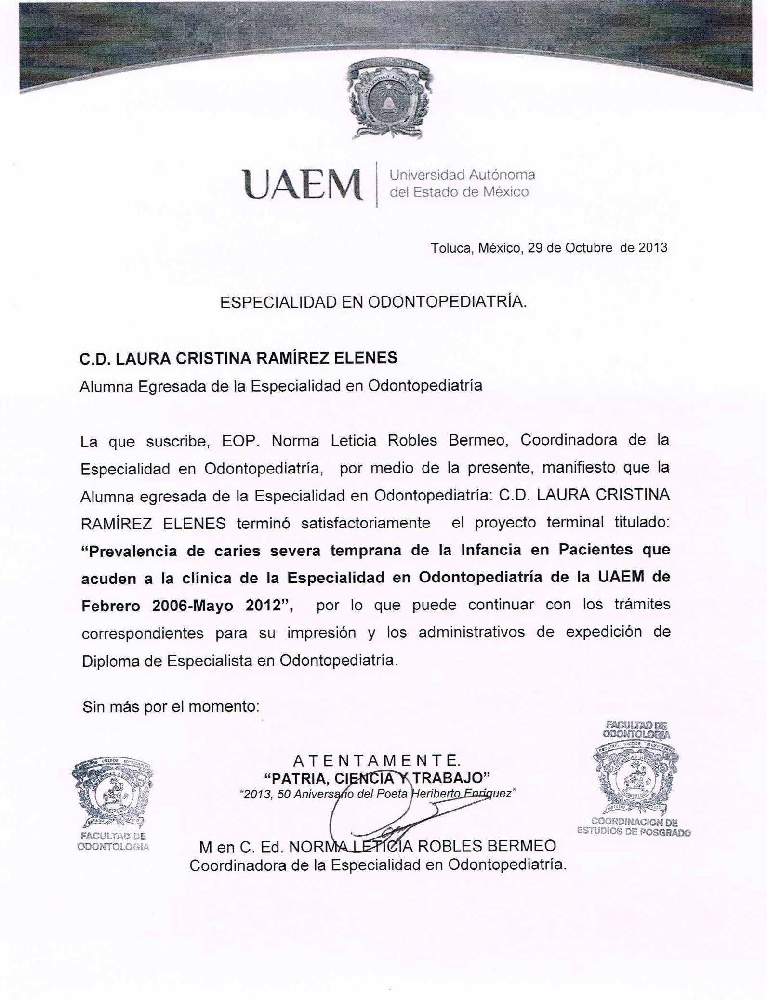 UAEM
Universidad Autónoma
del Estado de México
Toluca, México, 29 de Octubre de 2013
ESPECIALIDAD EN ODONTOPEDIATRÍA.
C.D. LAURA CRISTINA RAMÍREZ ELENES
Alumna Egresada de la Especialidad en Odontopediatría
La que suscribe, EOP. Norma Leticia Robles Bermeo, Coordinadora de la
Especialidad en Odontopediatría, por medio de la presente, manifiesto que la
Alumna egresada de la Especialidad en Odontopediatría: C.D. LAURA CRISTINA
RAMÍREZ ELENES terminó satisfactoriamente el proyecto terminal titulado:
“Prevalencia de caries severa temprana de la Infancia en Pacientes que
acuden a la clínica de la Especialidad en Odontopediatría de la UAEM de
Febrero 2006-Mayo 2012”, por lo que puede continuar con los trámites
correspondientes para su impresión y los administrativos de expedición de
Diploma de Especialista en Odontopediatría.
Sin más por el momento:
A T E N T A M E N T E.
“PATRIA, CIENCIA Y TRABAJO”
“2013, 50 Aniversario del Poeta Heriberto Enríquez”
M en C. Ed. NORMA LETICIA ROBLES BERMEO
Coordinadora de la Especialidad en Odontopediatría.
ESTADOS UNIDOS MEXICANOS
UNIVERSIDAD AUTONOMA
ODONTOLOGIA
ESTADO MEXICO
FACULTAD DE
ODONTOLOGIA
FACULTAD DE
ODONTOLOGIA
ESTADOS UNIDOS MEXICANOS
UNIVERSIDAD AUTONOMA
ODONTOLOGIA
ESTADO MEXICO
COORDINACION DE
ESTUDIOS DE POSGRADO